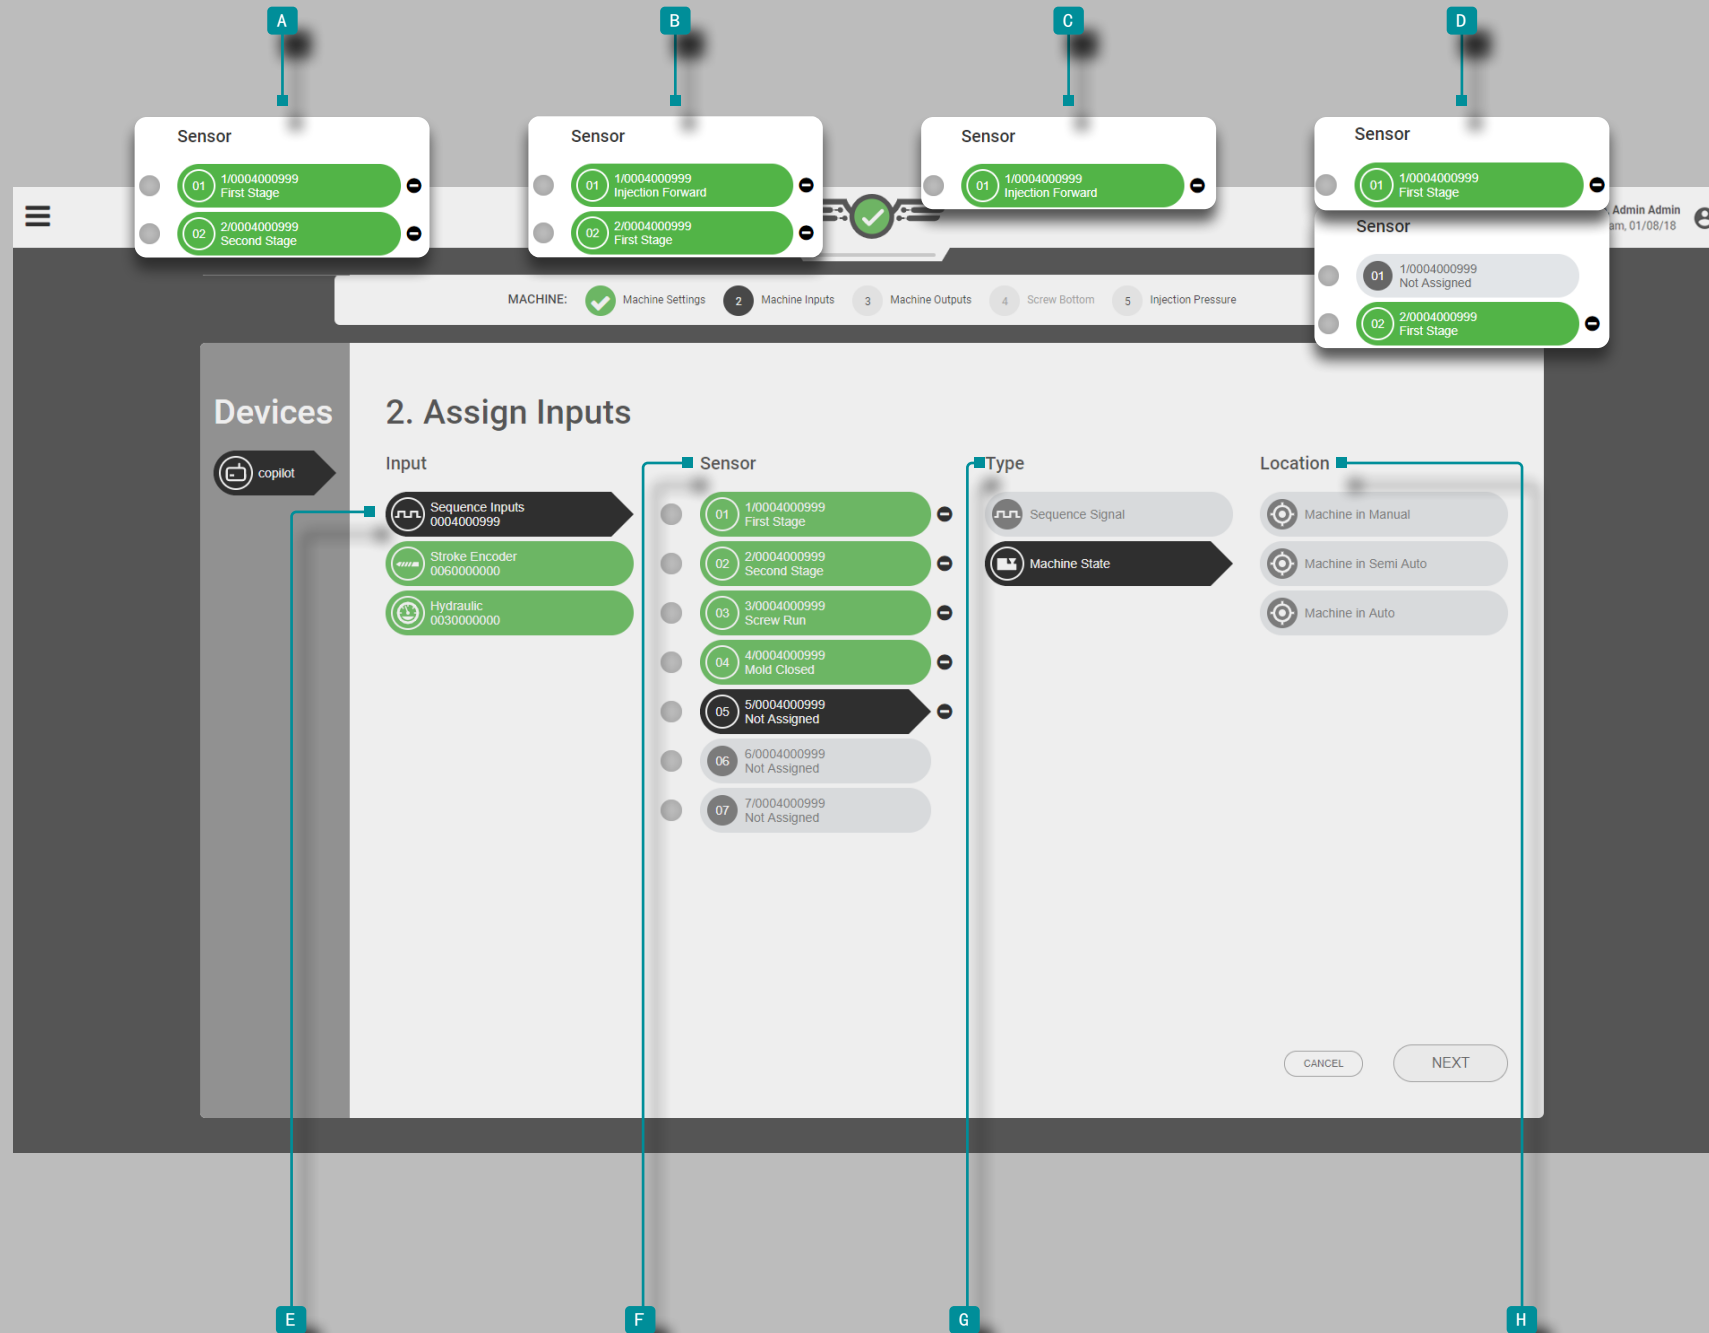 A
B
C
D
Sensor
01 1/0004000999
First Stage
02 2/0004000999
Second Stage
Sensor
01 1/0004000999
Injection Forward
02 2/0004000999
First Stage
Sensor
01 1/0004000999
Injection Forward
Sensor
01 1/0004000999
First Stage
Sensor
01 1/0004000999
Not Assigned
02 2/0004000999
First Stage
Admin Admin
am, 01/08/18
MACHINE: Machine Settings 2 Machine Inputs 3 Machine Outputs 4 Screw Bottom 5 Injection Pressure
Devices
copilot
2. Assign Inputs
Input
Sequence Inputs
0004000999
Stroke Encoder
0060000000
Hydraulic
0030000000
Sensor
01 1/0004000999
First Stage
02 2/0004000999
Second Stage
03 3/0004000999
Screw Run
04 4/0004000999
Mold Closed
05 5/0004000999
Not Assigned
06 6/0004000999
Not Assigned
07 7/0004000999
Not Assigned
Type
Sequence Signal
Machine State
Location
Machine in Manual
Machine in Semi Auto
Machine in Auto
CANCEL
NEXT
E
F
G
H